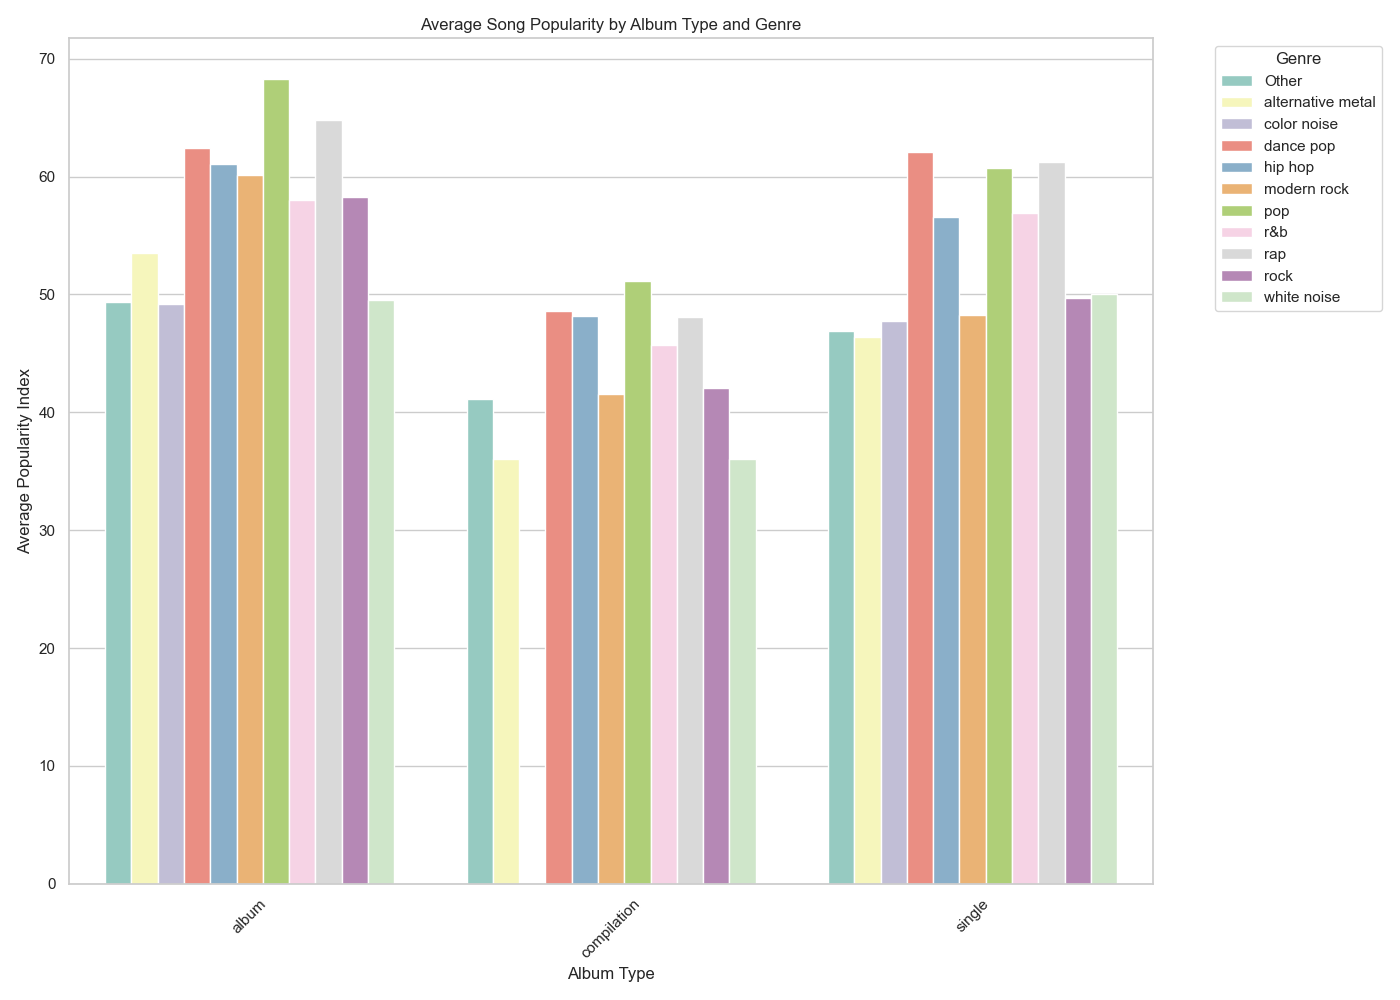 Average Song Popularity by Album Type and Genre
Average Popularity Index
70
60
50
40
30
20
10
0
album
compilation
single
Album Type
Genre
Other
alternative metal
color noise
dance pop
hip hop
modern rock
pop
r&b
rap
rock
white noise